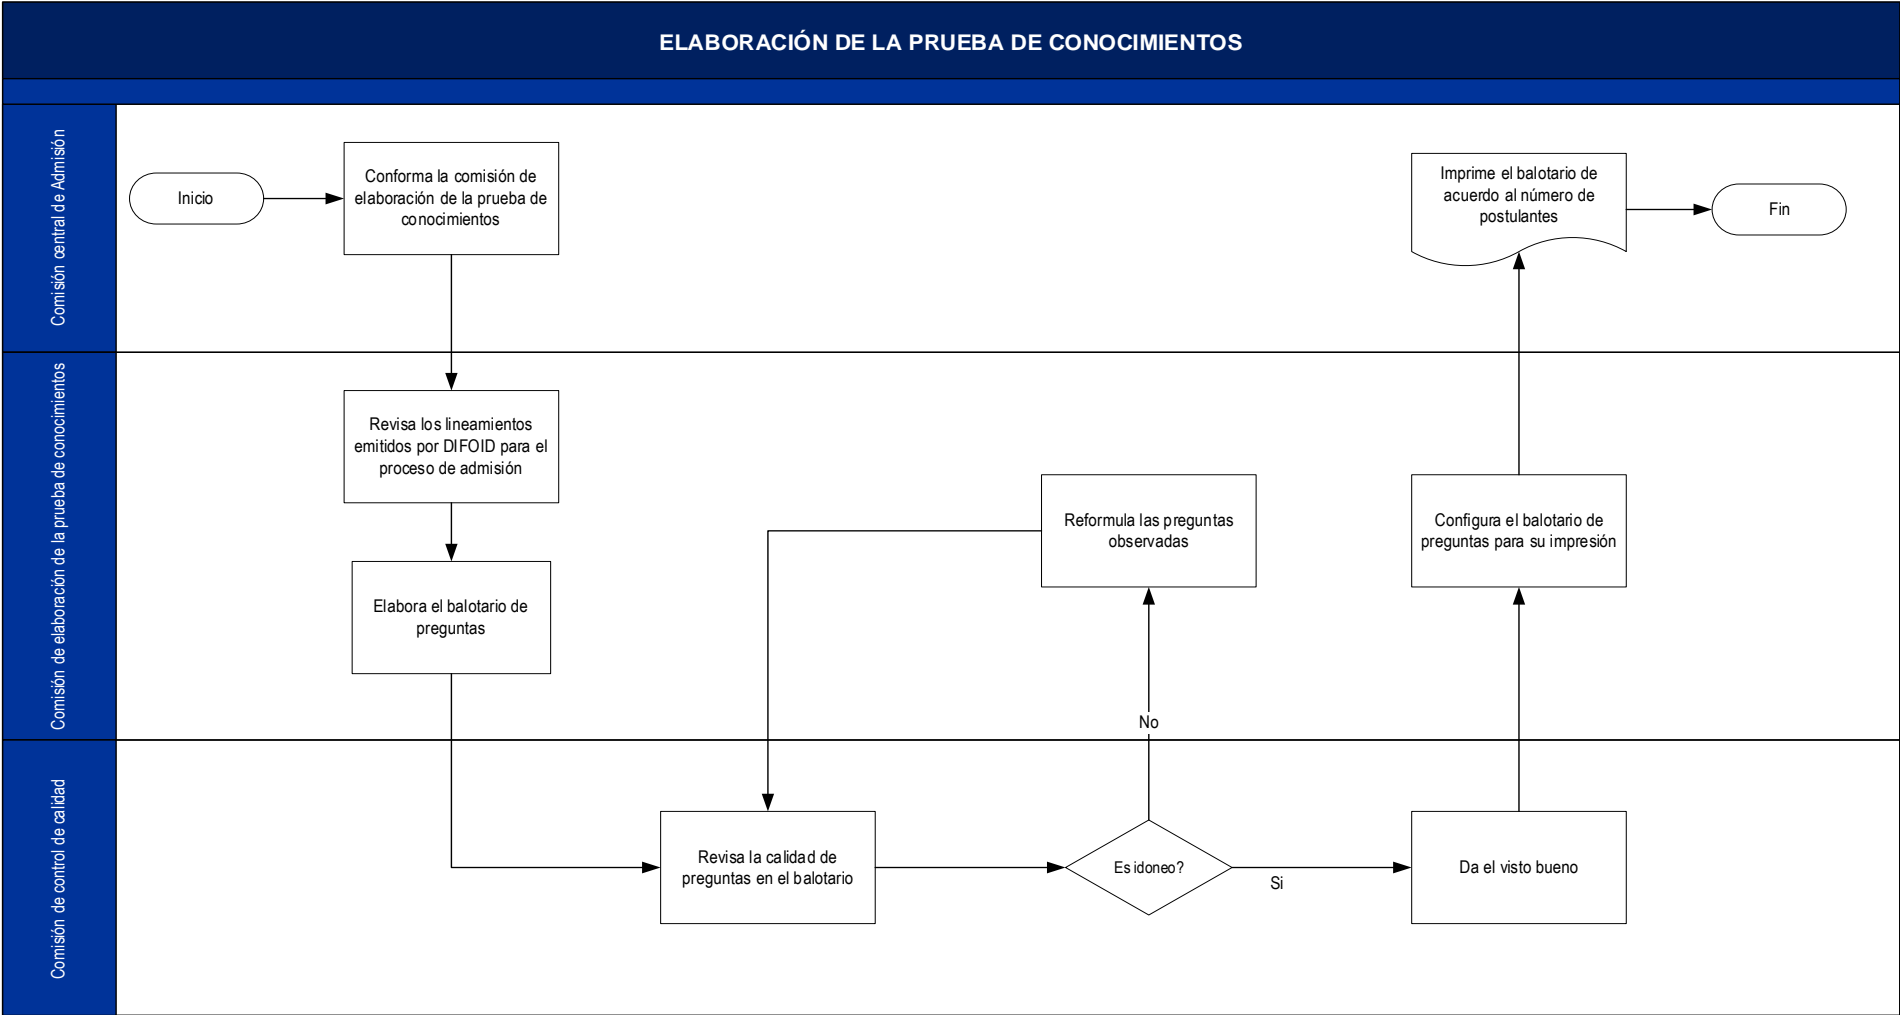 ELABORACIÓN DE LA PRUEBA DE CONOCIMIENTOS
Comisión central de Admisión
Inicio
Conforma la comisión de
elaboración de la prueba de
conocimientos
Imprime el balotario de
acuerdo al número de
postulantes
Fin
Comisión de elaboración de la prueba de conocimientos
Revisa los lineamientos
emitidos por DIFOID para el
proceso de admisión
Elabora el balotario de
preguntas
Reformula las preguntas
observadas
Configura el balotario de
preguntas para su impresión
No
Comisión de control de calidad
Revisa la calidad de
preguntas en el balotario
Es idoneo?
Si
Da el visto bueno